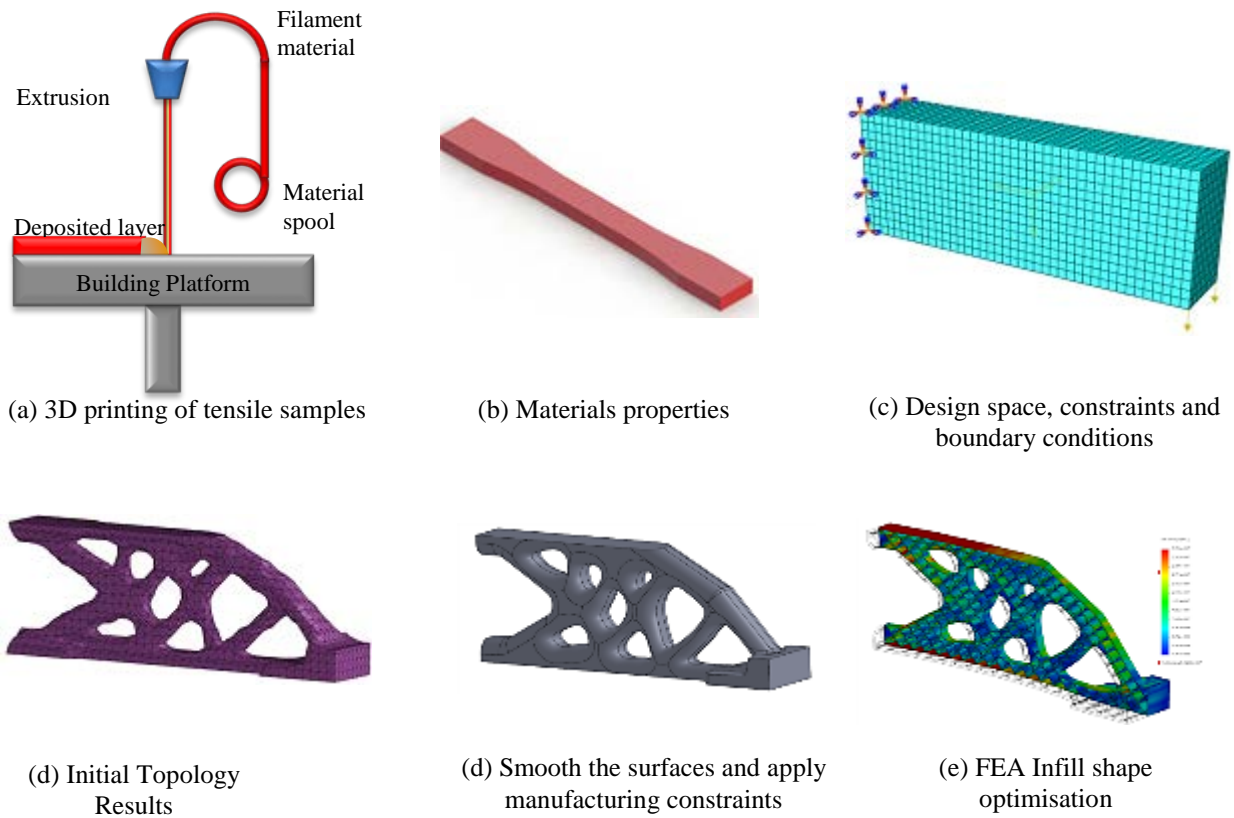 Filament
material
Extrusion
Material
spool
Deposited layer
Building Platform
(a) 3D printing of tensile samples
(b) Materials properties
(c) Design space, constraints and
boundary conditions
(d) Initial Topology
Results
(d) Smooth the surfaces and apply
manufacturing constraints
(e) FEA Infill shape
optimisation